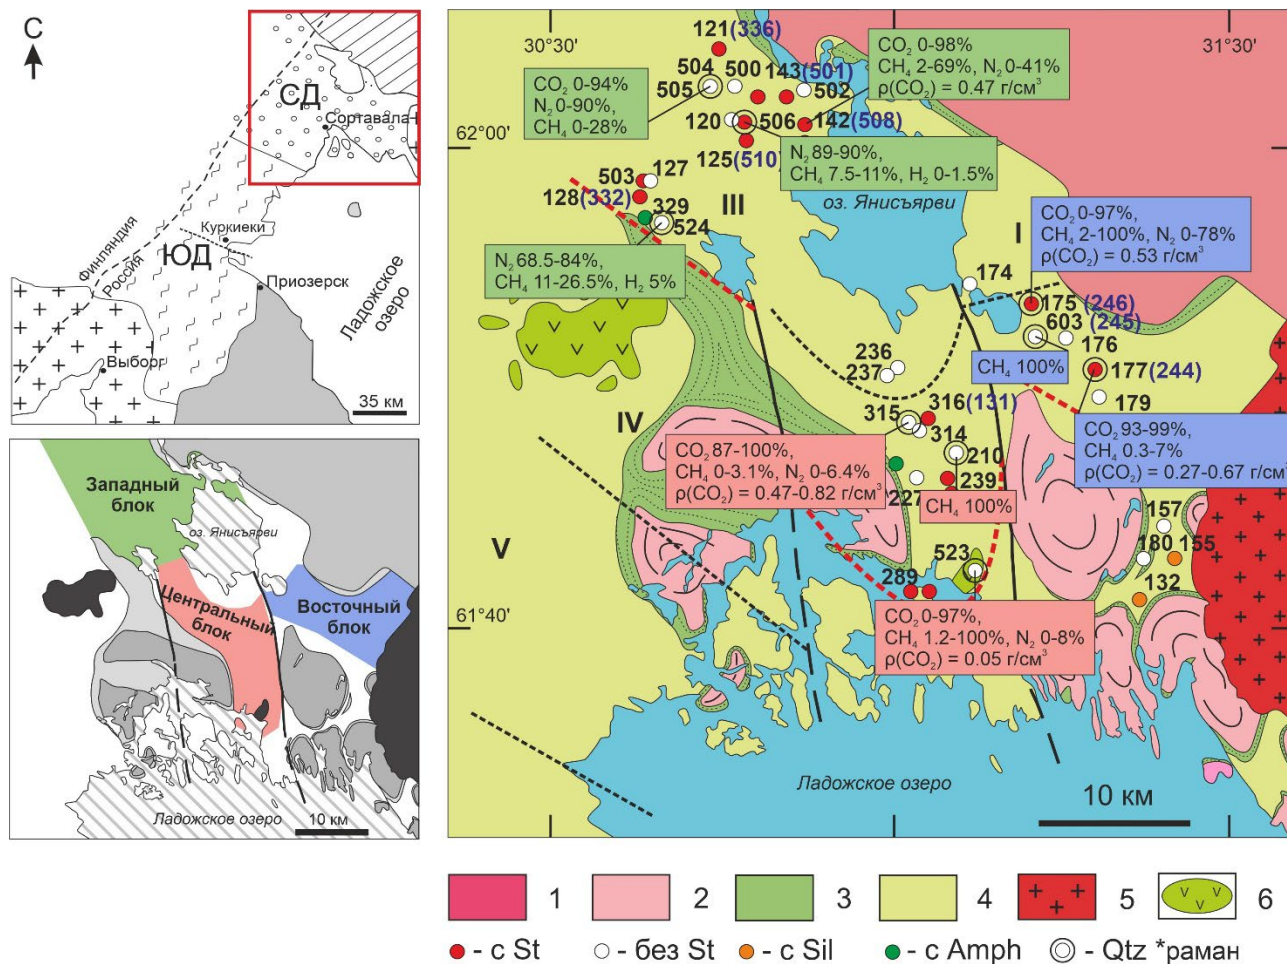 С
СД
Сортавала
Финляндия
Россия
Куркиеки
ЮД
Приозерск
Ладожское
озеро
Выборг
35 км
Западный
блок
оз. Янисъярви
Центральный
блок
Восточный
блок
Ладожское озеро
10 км
30°30'
31°30'
62°00'
61°40'
121(336)
504 500 143(501)
505 502
120 506 142(508)
125(510)
503 127
128(332)
329
524
III
оз. Янисъярви
I
174
175 (246)
603 (245)
176
177(244)
179
236
237
316(131)
315
314
210
IV
239
227
V
157
180 155
132
523
289
CO₂ 0-94%
N₂ 0-90%,
CH₄ 0-28%
CO₂ 0-98%
CH₄ 2-69%, N₂ 0-41%
ρ(CO₂) = 0.47 г/см³
N₂ 89-90%,
CH₄ 7.5-11%, H₂ 0-1.5%
N₂ 68.5-84%,
CH₄ 11-26.5%, H₂ 5%
CO₂ 0-97%,
CH₄ 2-100%, N₂ 0-78%
ρ(CO₂) = 0.53 г/см³
CH₄ 100%
CO₂ 87-100%,
CH₄ 0-3.1%, N₂ 0-6.4%
ρ(CO₂) = 0.47-0.82 г/см³
CO₂ 93-99%,
CH₄ 0.3-7%
ρ(CO₂) = 0.27-0.67 г/см³
CH₄ 100%
CO₂ 0-97%,
CH₄ 1.2-100%, N₂ 0-8%
ρ(CO₂) = 0.05 г/см³
Ладожское озеро
10 км
1 2 3 4 5 6
- с St - без St - с Sil - с Amph - Qtz *раман